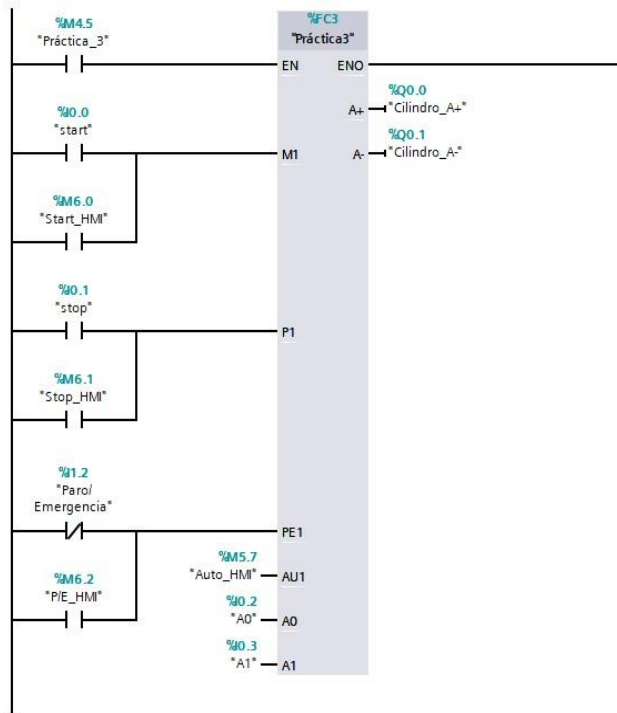 %M4.5
"Práctica_3"
%FC3
"Práctica3"
EN
ENO
%I0.0
"start"
A+
%Q0.0
"Cilindro_A+"
M1
A-
%Q0.1
"Cilindro_A-"
%M6.0
"Start_HMI"
%I0.1
"stop"
P1
%M6.1
"Stop_HMI"
%I1.2
"Paro/
Emergencia"
PE1
%M6.2
"P/E_HMI"
%M5.7
"Auto_HMI"
AU1
%I0.2
"A0"
A0
%I0.3
"A1"
A1